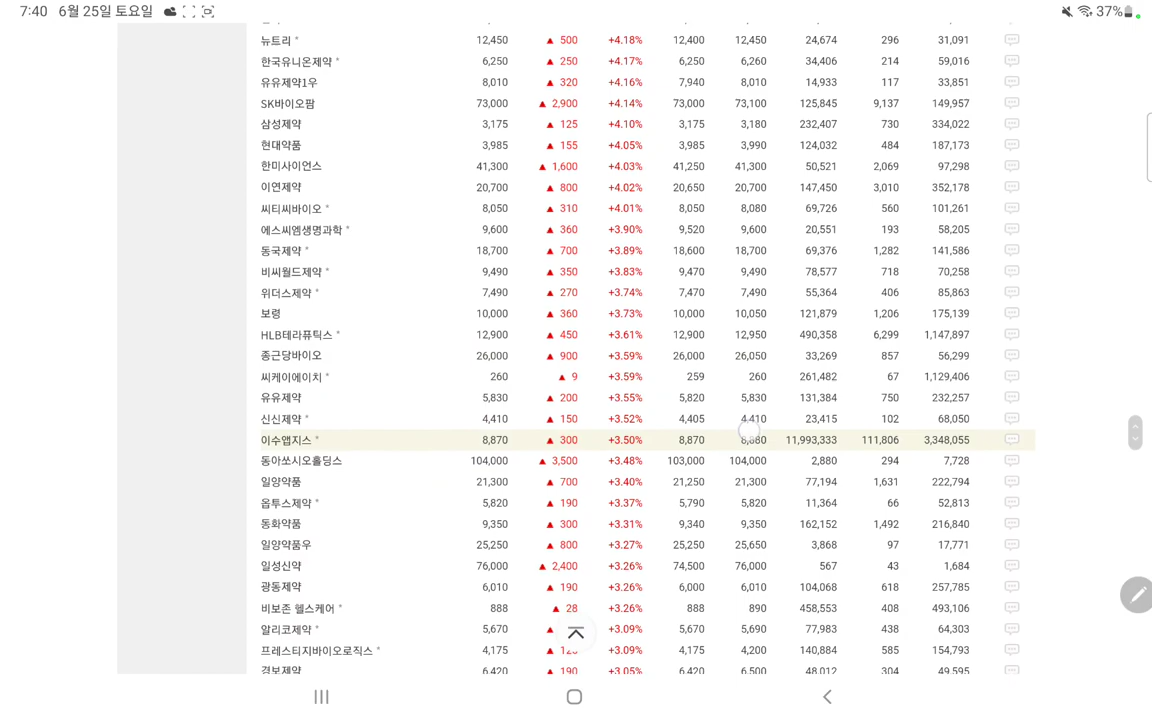 7:40 6월 25일 토요일 37%
뉴트리 * 12,450 ▲ 500 +4.18% 12,400 12,450 24,674 296 31,091
한국유니온제약 * 6,250 ▲ 250 +4.17% 6,250 6,260 34,406 214 59,016
유유제약1우 8,010 ▲ 320 +4.16% 7,940 8,010 14,933 117 33,851
SK바이오팜 73,000 ▲ 2,900 +4.14% 73,000 73,100 125,845 9,137 149,957
삼성제약 3,175 ▲ 125 +4.10% 3,175 3,180 232,407 730 334,022
현대약품 3,985 ▲ 155 +4.05% 3,985 3,990 124,032 484 187,173
한미사이언스 41,300 ▲ 1,600 +4.03% 41,250 41,300 50,521 2,069 97,298
이연제약 20,700 ▲ 800 +4.02% 20,650 20,700 147,450 3,010 352,178
씨티씨바이오 * 8,050 ▲ 310 +4.01% 8,050 8,080 69,726 560 101,261
에스씨엠생명과학 * 9,600 ▲ 360 +3.90% 9,520 9,600 20,551 193 58,205
동국제약 * 18,700 ▲ 700 +3.89% 18,600 18,700 69,376 1,282 141,586
비씨월드제약 * 9,490 ▲ 350 +3.83% 9,470 9,490 78,577 718 70,258
위더스제약 * 7,490 ▲ 270 +3.74% 7,470 7,490 55,364 406 85,863
보령 10,000 ▲ 360 +3.73% 10,000 10,050 121,879 1,206 175,139
HLB테라퓨틱스 * 12,900 ▲ 450 +3.61% 12,900 12,950 490,358 6,299 1,147,897
종근당바이오 26,000 ▲ 900 +3.59% 26,000 26,050 33,269 857 56,299
씨케이에이치 * 260 ▲ 9 +3.59% 259 260 261,482 67 1,129,406
유유제약 5,830 ▲ 200 +3.55% 5,820 5,830 131,384 750 232,257
신신제약 * 4,410 ▲ 150 +3.52% 4,405 4,410 23,415 102 68,050
이수앱지스 * 8,870 ▲ 300 +3.50% 8,870 8,880 11,993,333 111,806 3,348,055
동아쏘시오홀딩스 104,000 ▲ 3,500 +3.48% 103,000 104,000 2,880 294 7,728
일양약품 21,300 ▲ 700 +3.40% 21,250 21,300 77,194 1,631 222,794
옵투스제약 * 5,820 ▲ 190 +3.37% 5,790 5,820 11,364 66 52,813
동화약품 9,350 ▲ 300 +3.31% 9,340 9,350 162,152 1,492 216,840
일양약품우 25,250 ▲ 800 +3.27% 25,250 25,650 3,868 97 17,771
일성신약 76,000 ▲ 2,400 +3.26% 74,500 76,000 567 43 1,684
광동제약 6,010 ▲ 190 +3.26% 6,000 6,010 104,068 618 257,785
비보존 헬스케어 * 888 ▲ 28 +3.26% 888 890 458,553 408 493,106
알리코제약 * 5,670 ▲ +3.09% 5,670 5,690 77,983 438 64,303
프레스티지바이오로직스 * 4,175 ▲ +3.09% 4,175 4,200 140,884 585 154,793
경보제약 6,420 ▲ 190 +3.05% 6,420 6,500 48,012 304 49,595